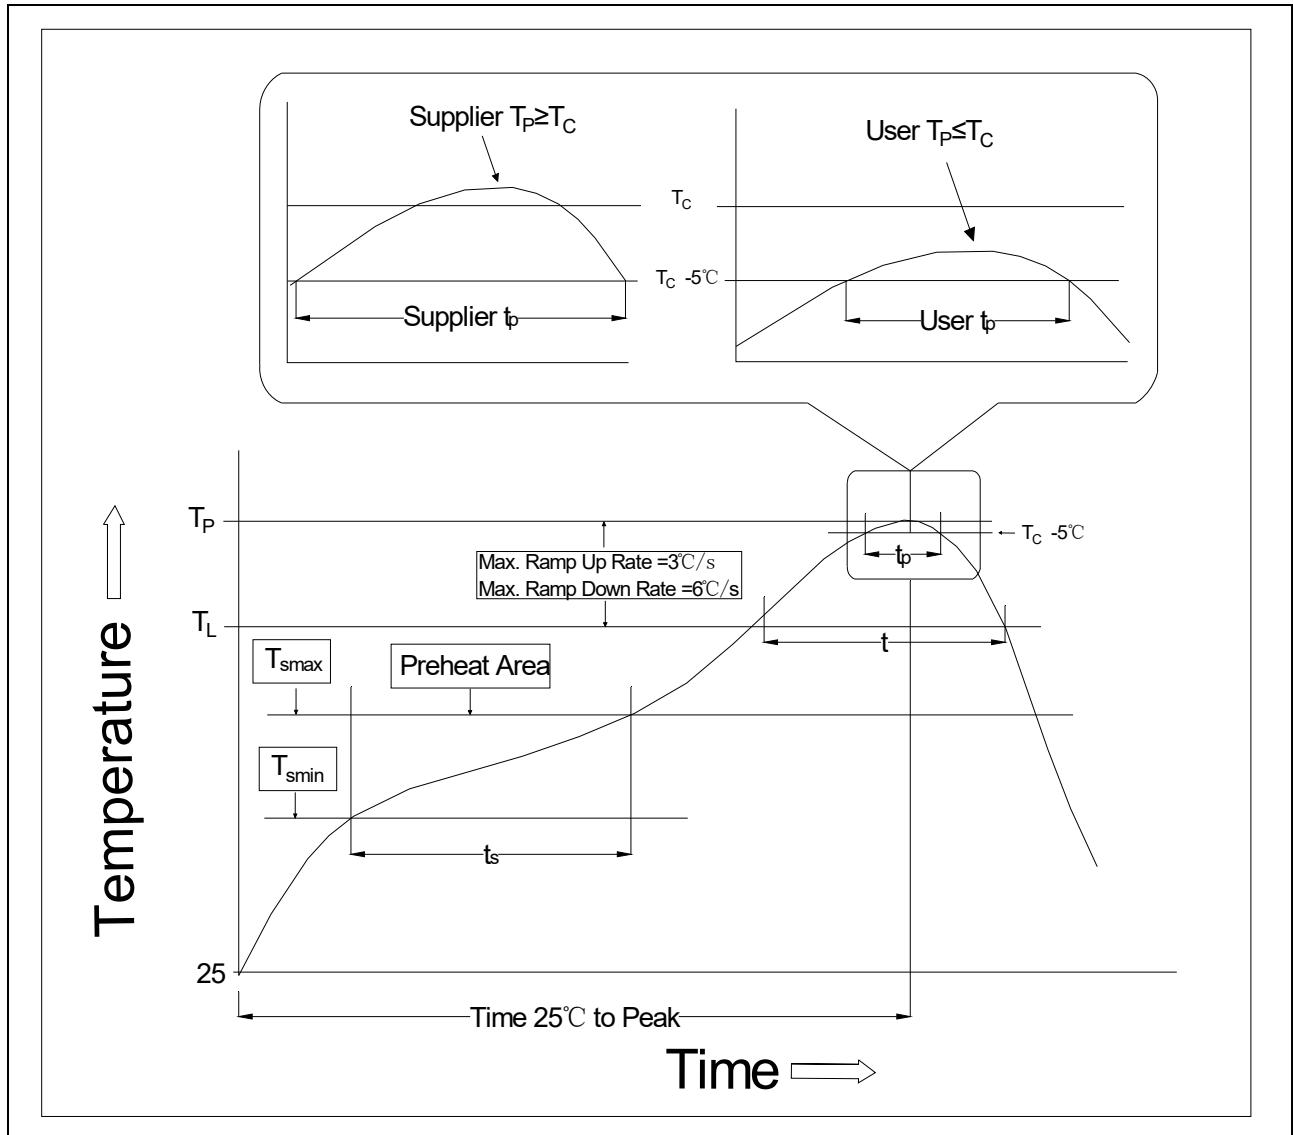 Supplier TP≥TC
User TP≤TC
TC
TC -5℃
Supplier tp
User tp
TP
TC -5℃
tp
Max. Ramp Up Rate =3℃/s
Max. Ramp Down Rate =6℃/s
TL
t
Tsmax
Preheat Area
Tsmin
ts
Temperature
25
Time 25℃ to Peak
Time